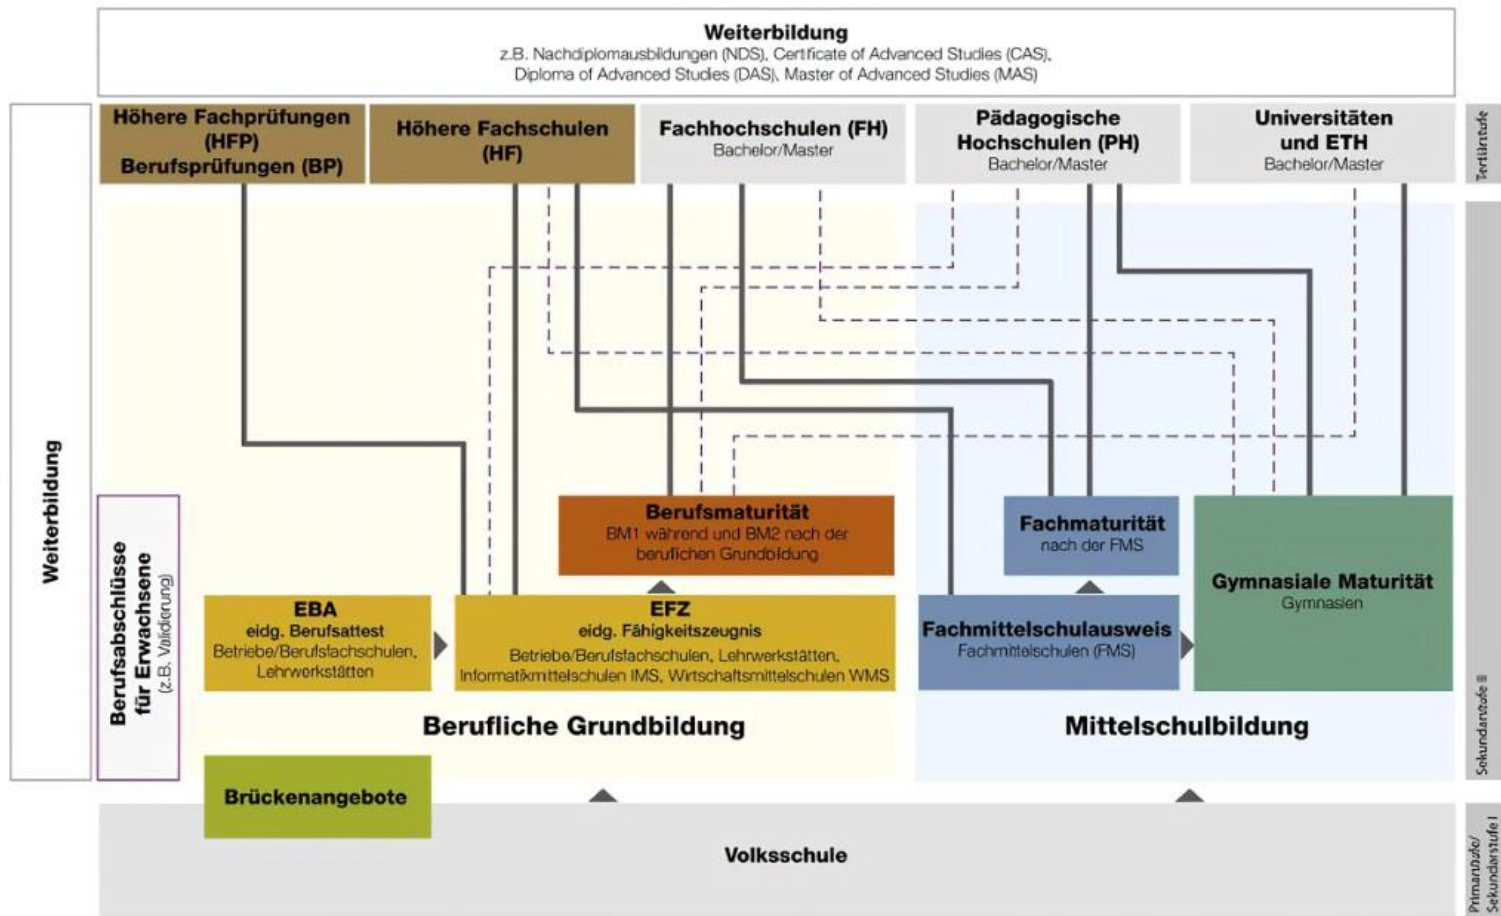 Weiterbildung
z.B. Nachdiplomausbildungen (NDS), Certificate of Advanced Studies (CAS),
Diploma of Advanced Studies (DAS), Master of Advanced Studies (MAS)
Höhere Fachprüfungen
(HFP)
Berufsprüfungen (BP)
Höhere Fachschulen
(HF)
Fachhochschulen (FH)
Bachelor/Master
Pädagogische
Hochschulen (PH)
Bachelor/Master
Universitäten
und ETH
Bachelor/Master
Tertiärstufe
Weiterbildung
Berufsabschlüsse
für Erwachsene
(z.B. Validierung)
Berufsmaturität
BM1 während und BM2 nach der
beruflichen Grundbildung
Fachmaturität
nach der FMS
Gymnasiale Maturität
Gymnasien
EBA
eidg. Berufsattest
Betriebe/Berufsfachschulen,
Lehrwerkstätten
EFZ
eidg. Fähigkeitszeugnis
Betriebe/Berufsfachschulen, Lehrwerkstätten,
Informatikmittelschulen IMS, Wirtschaftsmittelschulen WMS
Fachmittelschulausweis
Fachmittelschulen (FMS)
Sekundarstufe II
Berufliche Grundbildung
Mittelschulbildung
Brückenangebote
Volksschule
Primarstufe/
Sekundarstufe I